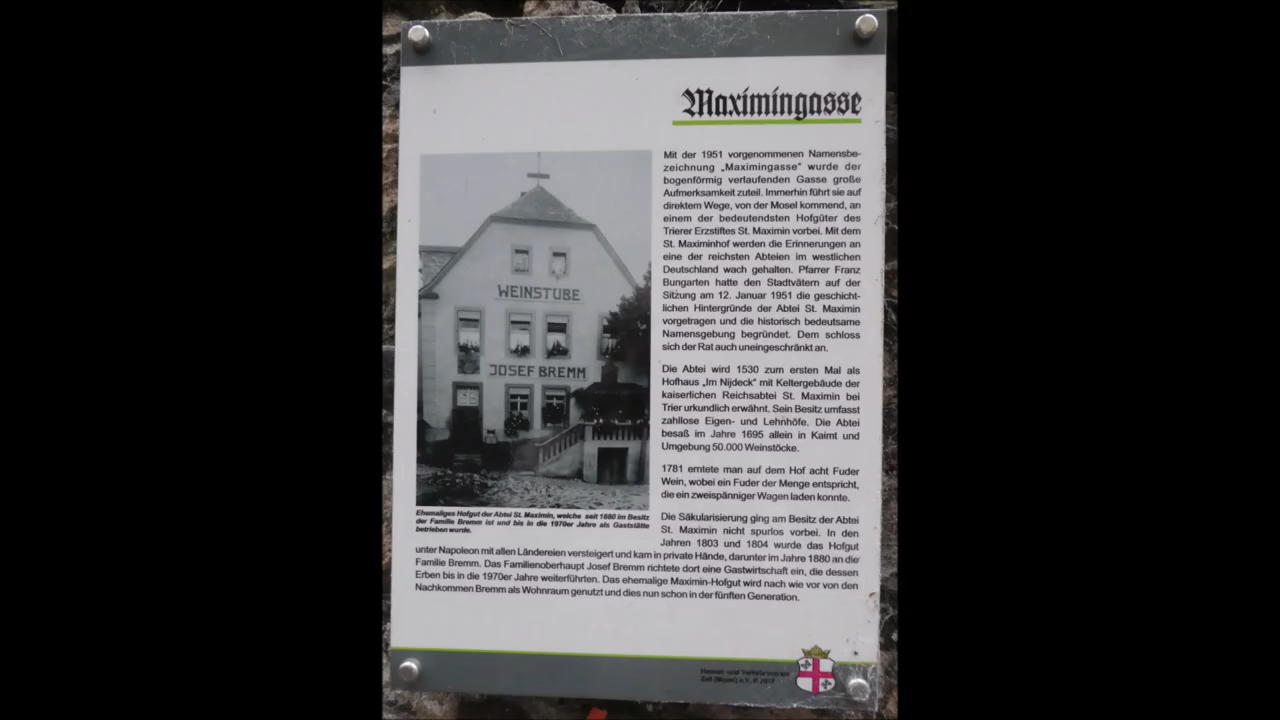 Maximingasse
WEINSTUBE
JOSEF BREMM
Ehemaliges Hofgut der Abtei St. Maximin, welche seit 1880 im Besitz
der Familie Bremm ist und bis in die 1970er Jahre als Gaststätte
betrieben wurde.
Mit der 1951 vorgenommenen Namensbe-
zeichnung „Maximingasse" wurde der
bogenförmig verlaufenden Gasse große
Aufmerksamkeit zuteil. Immerhin führt sie auf
direktem Wege, von der Mosel kommend, an
einem der bedeutendsten Hofgüter des
Trierer Erzstiftes St. Maximin vorbei. Mit dem
St. Maximinhof werden die Erinnerungen an
eine der reichsten Abteien im westlichen
Deutschland wach gehalten. Pfarrer Franz
Bungarten hatte den Stadtvätern auf der
Sitzung am 12. Januar 1951 die geschicht-
lichen Hintergründe der Abtei St. Maximin
vorgetragen und die historisch bedeutsame
Namensgebung begründet. Dem schloss
sich der Rat auch uneingeschränkt an.
Die Abtei wird 1530 zum ersten Mal als
Hofhaus „Im Nijdeck" mit Keltergebäude der
kaiserlichen Reichsabtei St. Maximin bei
Trier urkundlich erwähnt. Sein Besitz umfasst
zahllose Eigen- und Lehnhöfe. Die Abtei
besaß im Jahre 1695 allein in Kaimt und
Umgebung 50.000 Weinstöcke.
1781 erntete man auf dem Hof acht Fuder
Wein, wobei ein Fuder der Menge entspricht,
die ein zweispänniger Wagen laden konnte.
Die Säkularisierung ging am Besitz der Abtei
St. Maximin nicht spurlos vorbei. In den
Jahren 1803 und 1804 wurde das Hofgut
unter Napoleon mit allen Ländereien versteigert und kam in private Hände, darunter im Jahre 1880 an die
Familie Bremm. Das Familienoberhaupt Josef Bremm richtete dort eine Gastwirtschaft ein, die dessen
Erben bis in die 1970er Jahre weiterführten. Das ehemalige Maximin-Hofgut wird nach wie vor von den
Nachkommen Bremm als Wohnraum genutzt und dies nun schon in der fünften Generation.
Heimat- und Verkehrsverein
Zell (Mosel) e.V. © 2017